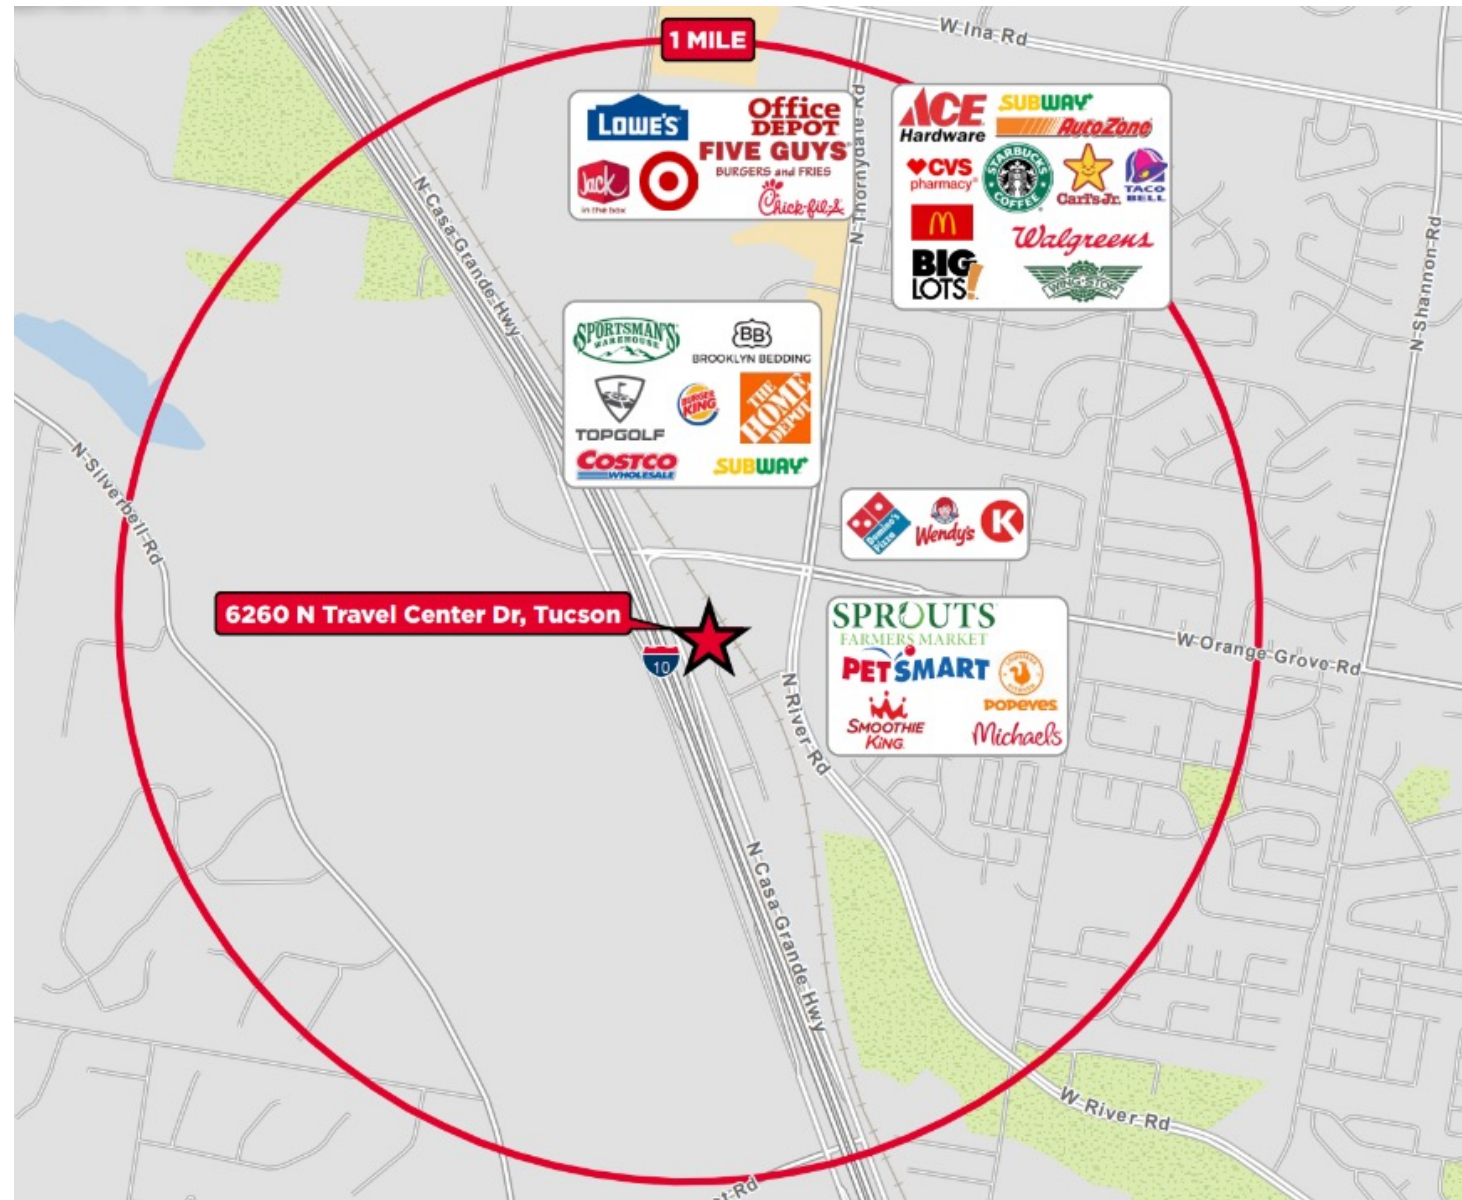 1 MILE
W Ina Rd
LOWE'S
Office
DEPOT
FIVE GUYS
BURGERS and FRIES
Jack
in the box
Chick-fil-A
N Thornydale Rd
ACE
Hardware
SUBWAY
AutoZone
CVS
pharmacy
STARBUCKS
COFFEE
Carl's Jr.
TACO
BELL
Walgreens
BIG
LOTS!
WING STOP
N Shannon Rd
N Casa Grande Hwy
SPORTSMAN'S
WAREHOUSE
BB
BROOKLYN BEDDING
TOPGOLF
BURGER
KING
THE
HOME
DEPOT
COSTCO
WHOLESALE
SUBWAY
N Silverbell Rd
Domino's
Pizza
Wendy's
K
6260 N Travel Center Dr, Tucson
10
SPROUTS
FARMERS MARKET
PETSMART
POPEYES
SMOOTHIE
KING
Michaels
W Orange Grove Rd
N River Rd
N Casa Grande Hwy
W River Rd
Rd